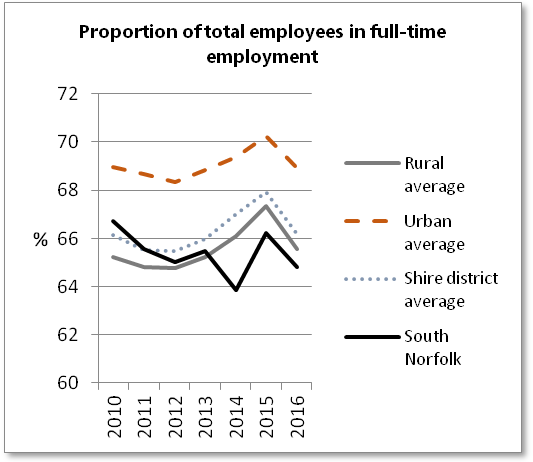 Proportion of total employees in full-time
employment
72
70
68
66
64
62
60
%
2010
2011
2012
2013
2014
2015
2016
Rural
average
Urban
average
Shire district
average
South
Norfolk